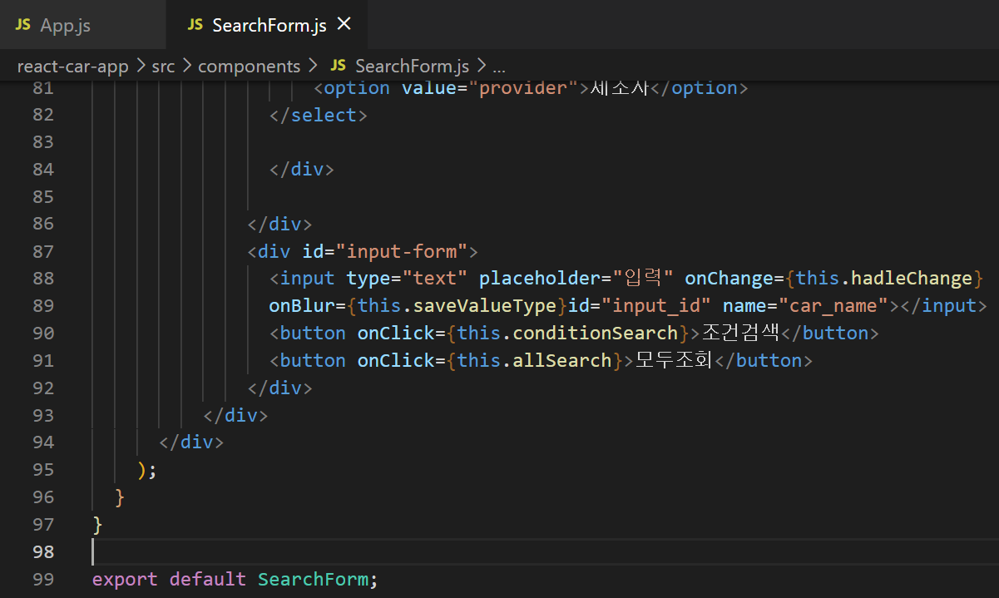 JS App.js JS SearchForm.js ×
react-car-app > src > components > JS SearchForm.js > ...
81 <option value="provider">제조사</option>
82 </select>
83
84 </div>
85
86 </div>
87 <div id="input-form">
88 <input type="text" placeholder="입력" onChange={this.hadleChange}
89 onBlur={this.saveValueType}id="input_id" name="car_name"></input>
90 <button onClick={this.conditionSearch}>조건검색</button>
91 <button onClick={this.allSearch}>모두조회</button>
92 </div>
93 </div>
94 </div>
95 );
96 }
97 }
98
99 export default SearchForm;